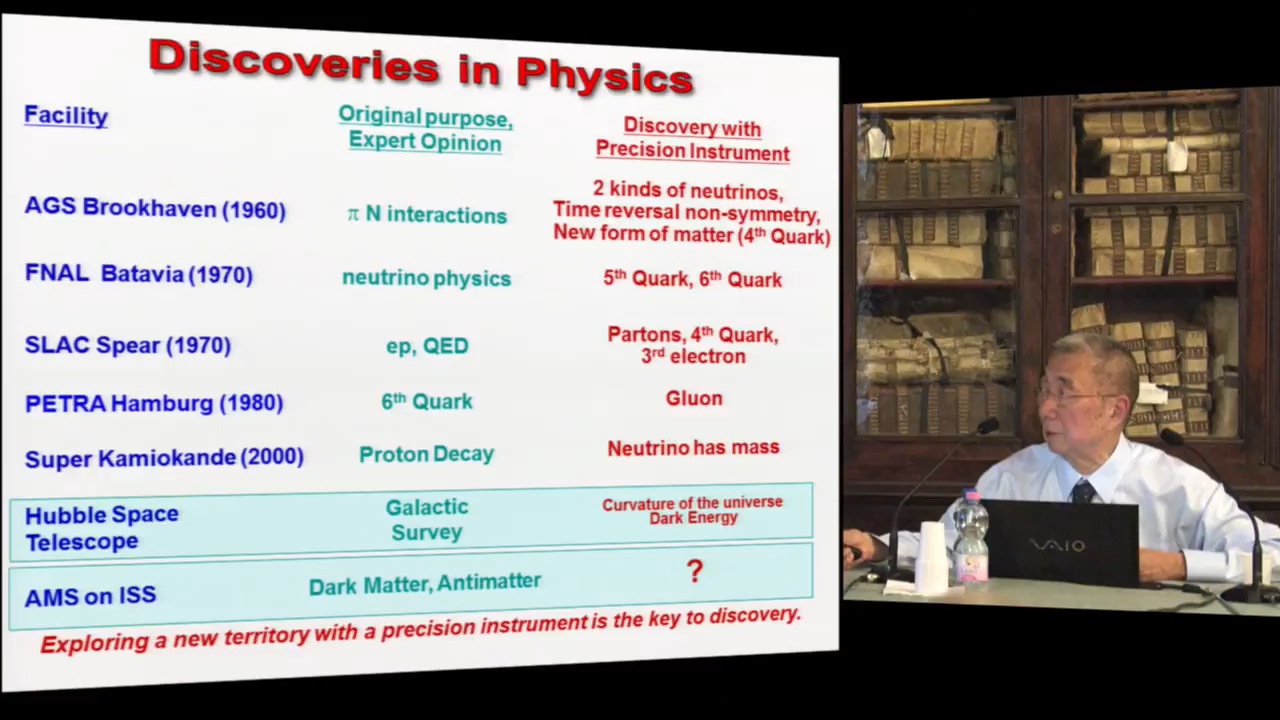 Discoveries in Physics
Facility
Original purpose,
Expert Opinion
Discovery with
Precision Instrument
AGS Brookhaven (1960)
π N interactions
2 kinds of neutrinos,
Time reversal non-symmetry,
New form of matter (4th Quark)
FNAL Batavia (1970)
neutrino physics
5th Quark, 6th Quark
SLAC Spear (1970)
ep, QED
Partons, 4th Quark,
3rd electron
PETRA Hamburg (1980)
6th Quark
Gluon
Super Kamiokande (2000)
Proton Decay
Neutrino has mass
Hubble Space
Telescope
Galactic
Survey
Curvature of the universe
Dark Energy
AMS on ISS
Dark Matter, Antimatter
?
Exploring a new territory with a precision instrument is the key to discovery.
VAIO